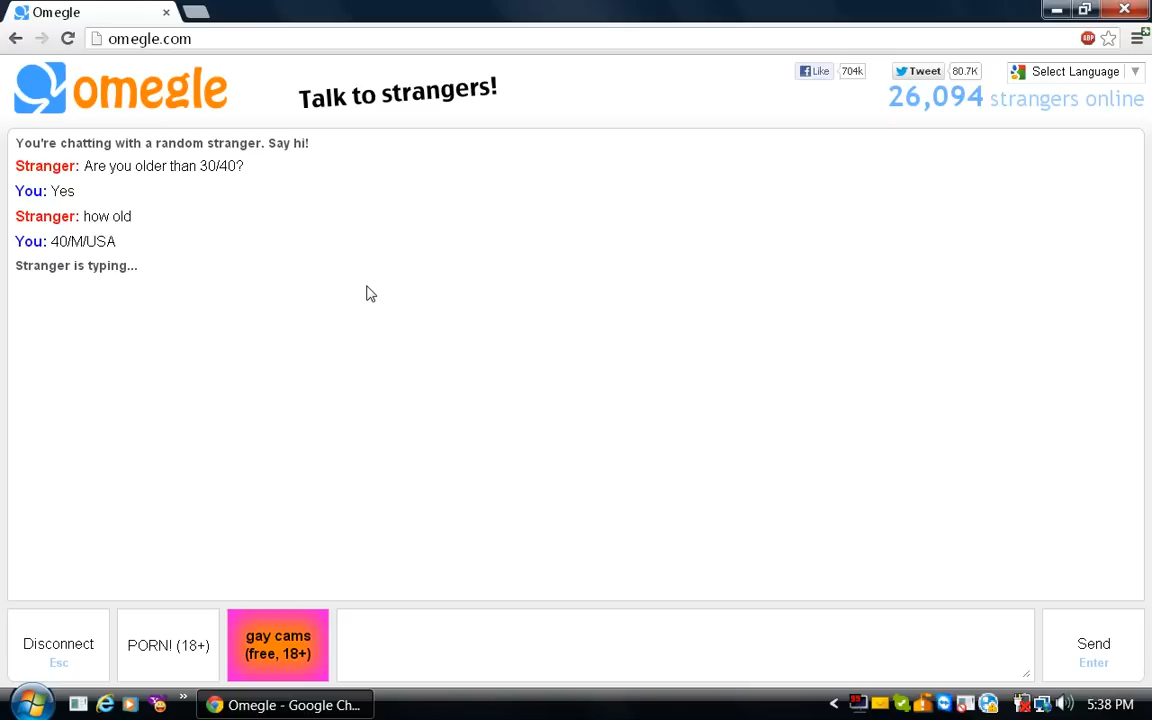 Omegle
omegle.com
ABP
omegle
Talk to strangers!
Like 704k
Tweet 80.7K
Select Language
26,094 strangers online
You're chatting with a random stranger. Say hi!
Stranger: Are you older than 30/40?
You: Yes
Stranger: how old
You: 40/M/USA
Stranger is typing...
Disconnect
Esc
PORN! (18+)
gay cams
(free, 18+)
Send
Enter
Omegle - Google Ch...
5:38 PM